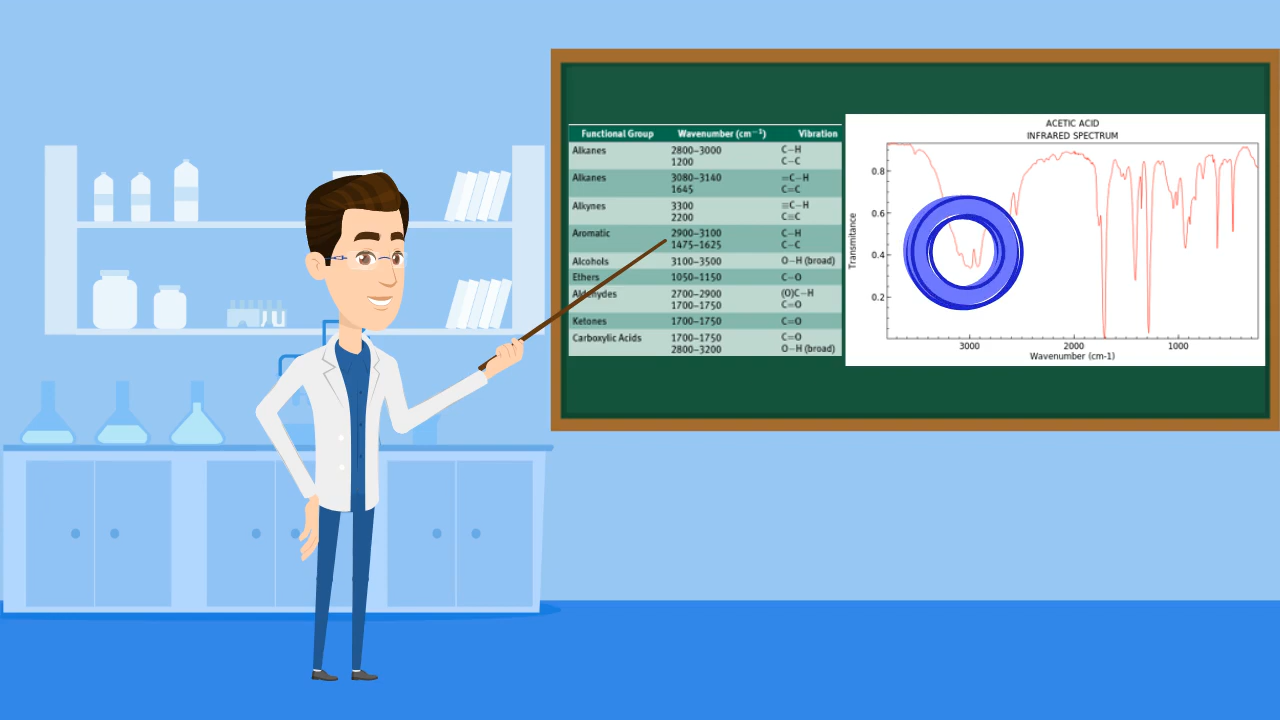 Functional Group Wavenumber (cm⁻¹) Vibration
Alkanes 2800–3000 C–H
1200 C–C
Alkanes 3080–3140 =C–H
1645 C=C
Alkynes 3300 ≡C–H
2200 C≡C
Aromatic 2900–3100 C–H
1475–1625 C–C
Alcohols 3100–3500 O–H (broad)
Ethers 1050–1150 C–O
Aldehydes 2700–2900 (O)C–H
1700–1750 C=O
Ketones 1700–1750 C=O
Carboxylic Acids 1700–1750 C=O
2800–3200 O–H (broad)
ACETIC ACID
INFRARED SPECTRUM
0.8
0.6
0.4
0.2
Transmitance
3000 2000 1000
Wavenumber (cm-1)